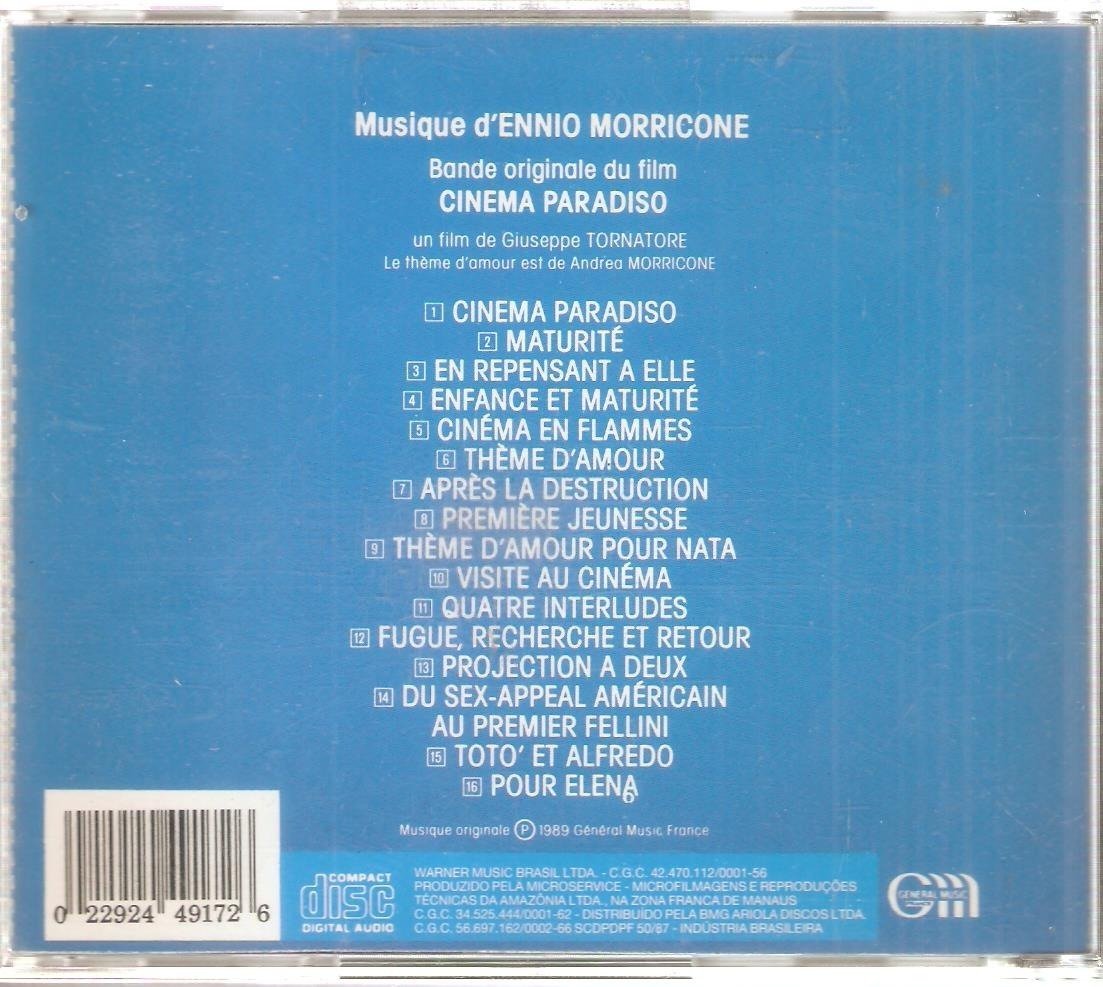 Musique d'ENNIO MORRICONE
Bande originale du film
CINEMA PARADISO
un film de Giuseppe TORNATORE
Le thème d'amour est de Andrea MORRICONE
1 CINEMA PARADISO
2 MATURITÉ
3 EN REPENSANT A ELLE
4 ENFANCE ET MATURITÉ
5 CINÉMA EN FLAMMES
6 THÈME D'AMOUR
7 APRÈS LA DESTRUCTION
8 PREMIÈRE JEUNESSE
9 THÈME D'AMOUR POUR NATA
10 VISITE AU CINÉMA
11 QUATRE INTERLUDES
12 FUGUE, RECHERCHE ET RETOUR
13 PROJECTION A DEUX
14 DU SEX-APPEAL AMÉRICAIN
AU PREMIER FELLINI
15 TOTO' ET ALFREDO
16 POUR ELENA
6
Musique originale Ⓟ 1989 Général Music France
0 22924 49172 6
COMPACT
disc
DIGITAL AUDIO
WARNER MUSIC BRASIL LTDA. - C.G.C. 42.470.112/0001-56
PRODUZIDO PELA MICROSERVICE - MICROFILMAGENS E REPRODUÇÕES
TÉCNICAS DA AMAZÔNIA LTDA., NA ZONA FRANCA DE MANAUS
C.G.C. 34.525.444/0001-62 - DISTRIBUÍDO PELA BMG ARIOLA DISCOS LTDA.
C.G.C. 56.697.162/0002-66 SCDPDPF 50/87 - INDÚSTRIA BRASILEIRA
GENERAL MUSIC